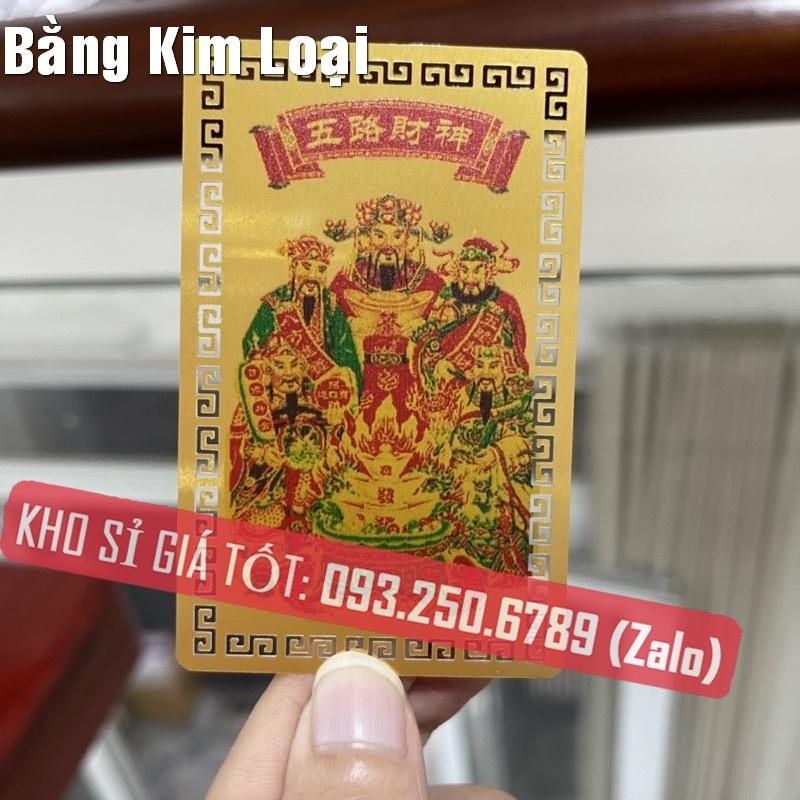 Bằng Kim Loại
五路財神
KHO SỈ GIÁ TỐT: 093.250.6789 (Zalo)